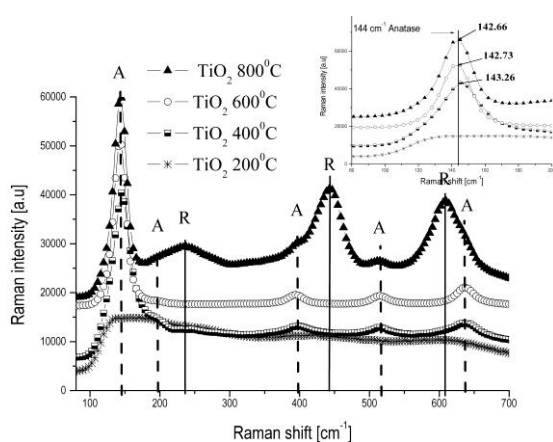 144 cm⁻¹ Anatase
142.66
142.73
143.26
Raman intensity [a.u]
Raman shift [cm⁻¹]
A
TiO₂ 800⁰C
TiO₂ 600⁰C
TiO₂ 400⁰C
TiO₂ 200⁰C
A
R
A
R
A
R
A
60000
50000
40000
30000
20000
10000
0
Raman intensity [a.u]
100 200 300 400 500 600 700
Raman shift [cm⁻¹]